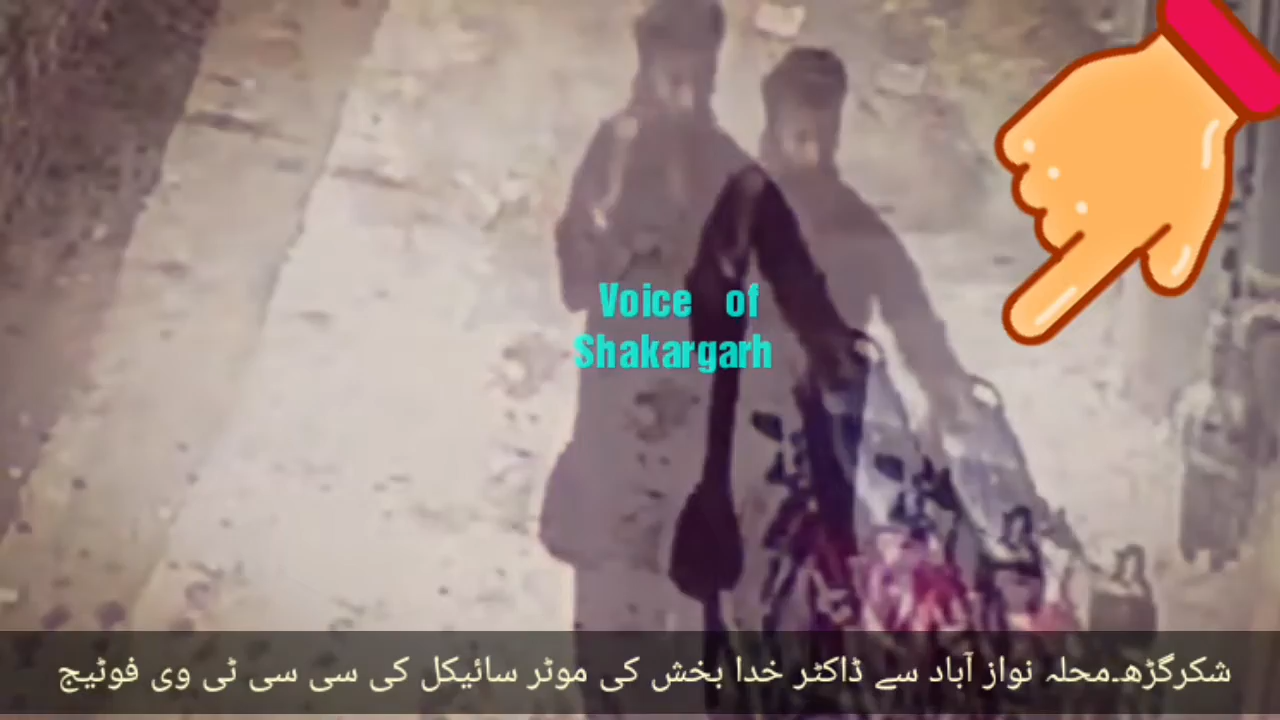 Voice of
Shakargarh
شکرگڑھ۔محلہ نواز آباد سے ڈاکٹر خدا بخش کی موٹر سائیکل کی سی سی ٹی وی فوٹیج